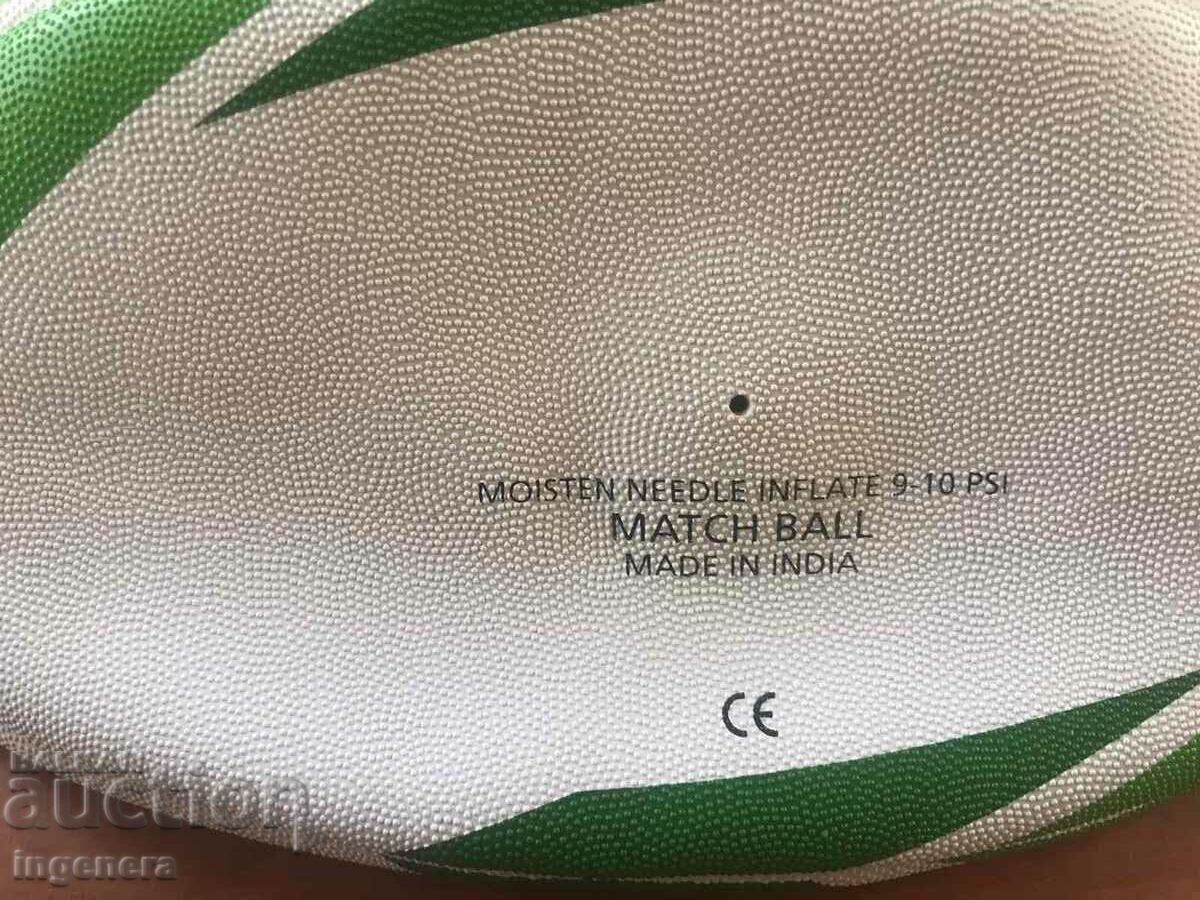 MOISTEN NEEDLE INFLATE 9-10 PSI
MATCH BALL
MADE IN INDIA
CE
auction
ingenera